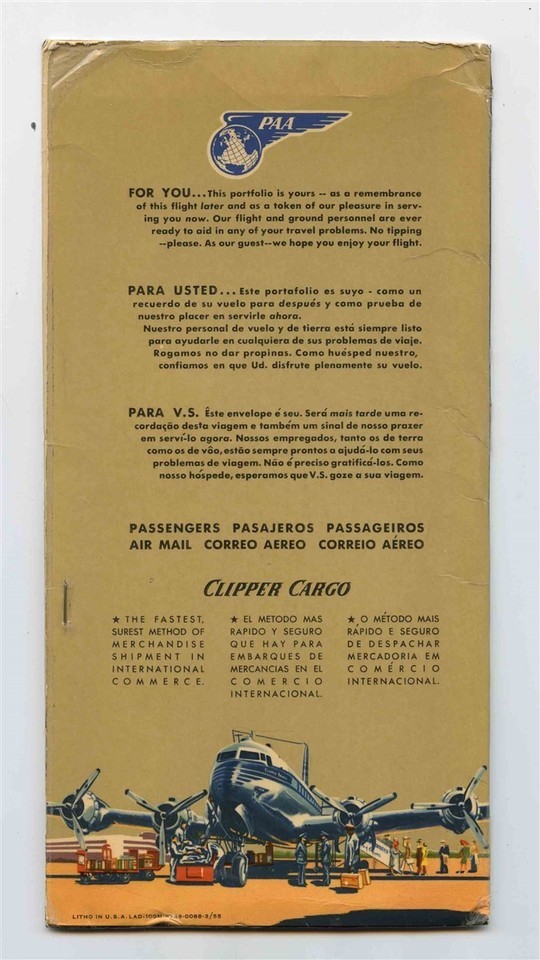 PAA
FOR YOU...This portfolio is yours -- as a remembrance
of this flight later and as a token of our pleasure in serv-
ing you now. Our flight and ground personnel are ever
ready to aid in any of your travel problems. No tipping
--please. As our guest--we hope you enjoy your flight.
PARA USTED... Este portafolio es suyo - como un
recuerdo de su vuelo para después y como prueba de
nuestro placer en servirle ahora.
Nuestro personal de vuelo y de tierra está siempre listo
para ayudarle en cualquiera de sus problemas de viaje.
Rogamos no dar propinas. Como huésped nuestro,
confiamos en que Ud. disfrute plenamente su vuelo.
PARA V.S. Êste envelope é seu. Será mais tarde uma re-
cordação desta viagem e também um sinal de nosso prazer
em serví-lo agora. Nossos empregados, tanto os de terra
como os de vôo, estão sempre prontos a ajudá-lo com seus
problemas de viagem. Não é preciso gratificá-los. Como
nosso hóspede, esperamos que V.S. goze a sua viagem.
PASSENGERS PASAJEROS PASSAGEIROS
AIR MAIL CORREO AEREO CORREIO AÉREO
CLIPPER CARGO
★ THE FASTEST,
SUREST METHOD OF
MERCHANDISE
SHIPMENT IN
INTERNATIONAL
COMMERCE.
★ EL METODO MAS
RAPIDO Y SEGURO
QUE HAY PARA
EMBARQUES DE
MERCANCIAS EN EL
COMERCIO
INTERNACIONAL.
★ O MÉTODO MAIS
RÁPIDO E SEGURO
DE DESPACHAR
MERCADORIA EM
COMÉRCIO
INTERNACIONAL.
LITHO IN U.S.A. LAD-100M